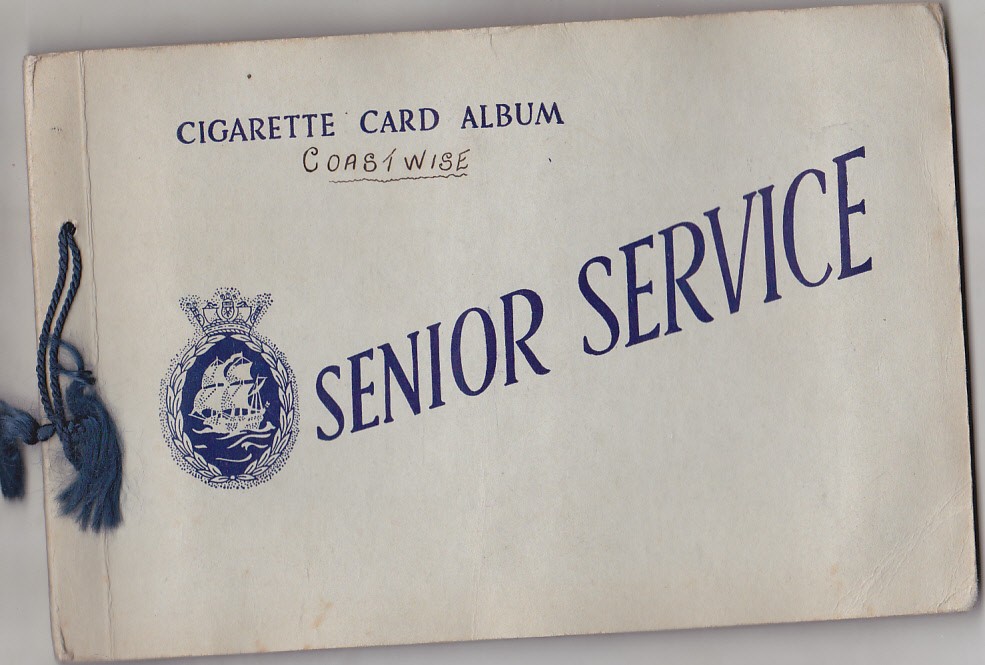 CIGARETTE CARD ALBUM
COASTWISE
SENIOR SERVICE